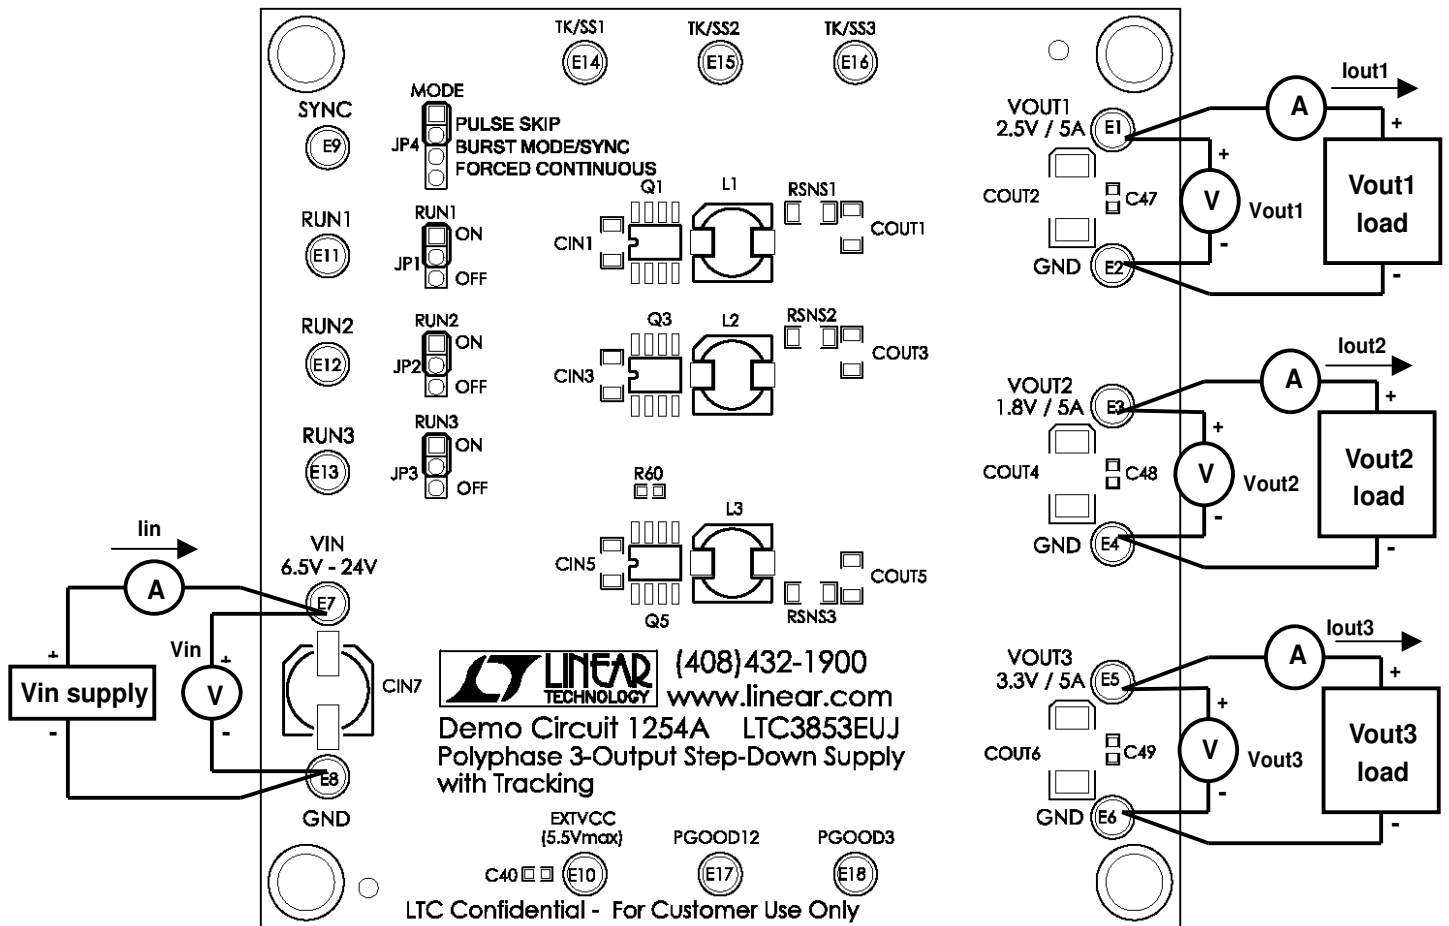 TK/SS1
TK/SS2
TK/SS3
E14
E15
E16
SYNC
E9
MODE
PULSE SKIP
BURST MODE/SYNC
FORCED CONTINUOUS
JP4
RUN1
E11
RUN1
ON
JP1
OFF
RUN2
E12
RUN2
ON
JP2
OFF
RUN3
E13
RUN3
ON
JP3
OFF
Q1
L1
RSNS1
CIN1
COUT1
Q3
L2
RSNS2
CIN3
COUT3
R60
L3
CIN5
COUT5
Q5
RSNS3
VOUT1
2.5V / 5A
E1
COUT2
C47
GND
E2
A
Iout1
+
+
V
Vout1
-
-
Vout1
load
VOUT2
1.8V / 5A
E3
COUT4
C48
GND
E4
A
Iout2
+
+
V
Vout2
-
-
Vout2
load
VOUT3
3.3V / 5A
E5
COUT6
C49
GND
E6
A
Iout3
+
+
V
Vout3
-
-
Vout3
load
Iin
A
VIN
6.5V - 24V
E7
Vin
+
+
Vin supply
V
-
-
CIN7
E8
GND
LINEAR
TECHNOLOGY
(408)432-1900
www.linear.com
Demo Circuit 1254A LTC3853EUJ
Polyphase 3-Output Step-Down Supply
with Tracking
EXTVCC
(5.5Vmax)
PGOOD12
PGOOD3
C40
E10
E17
E18
LTC Confidential - For Customer Use Only